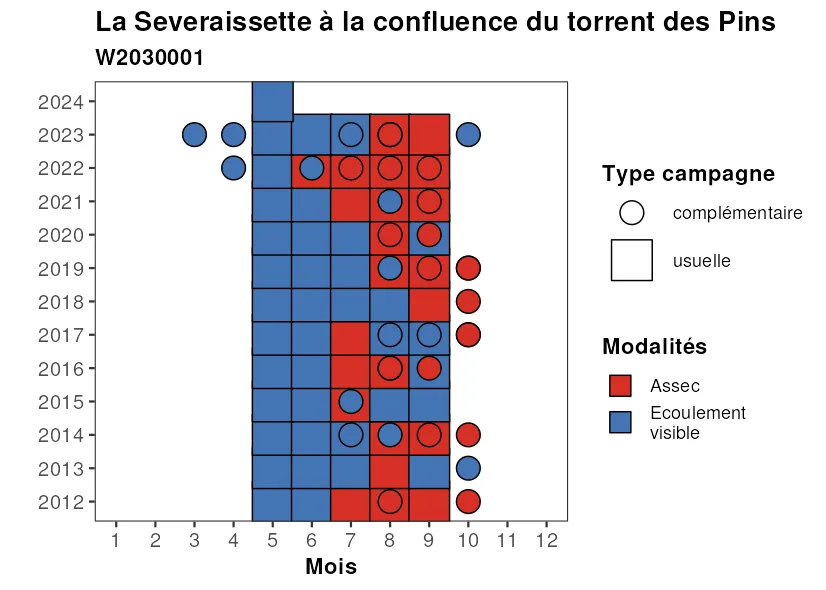 La Severaissette à la confluence du torrent des Pins
W2030001
2024
2023
2022
2021
2020
2019
2018
2017
2016
2015
2014
2013
2012
1 2 3 4 5 6 7 8 9 10 11 12
Mois
Type campagne
complémentaire
usuelle
Modalités
Assec
Ecoulement
visible